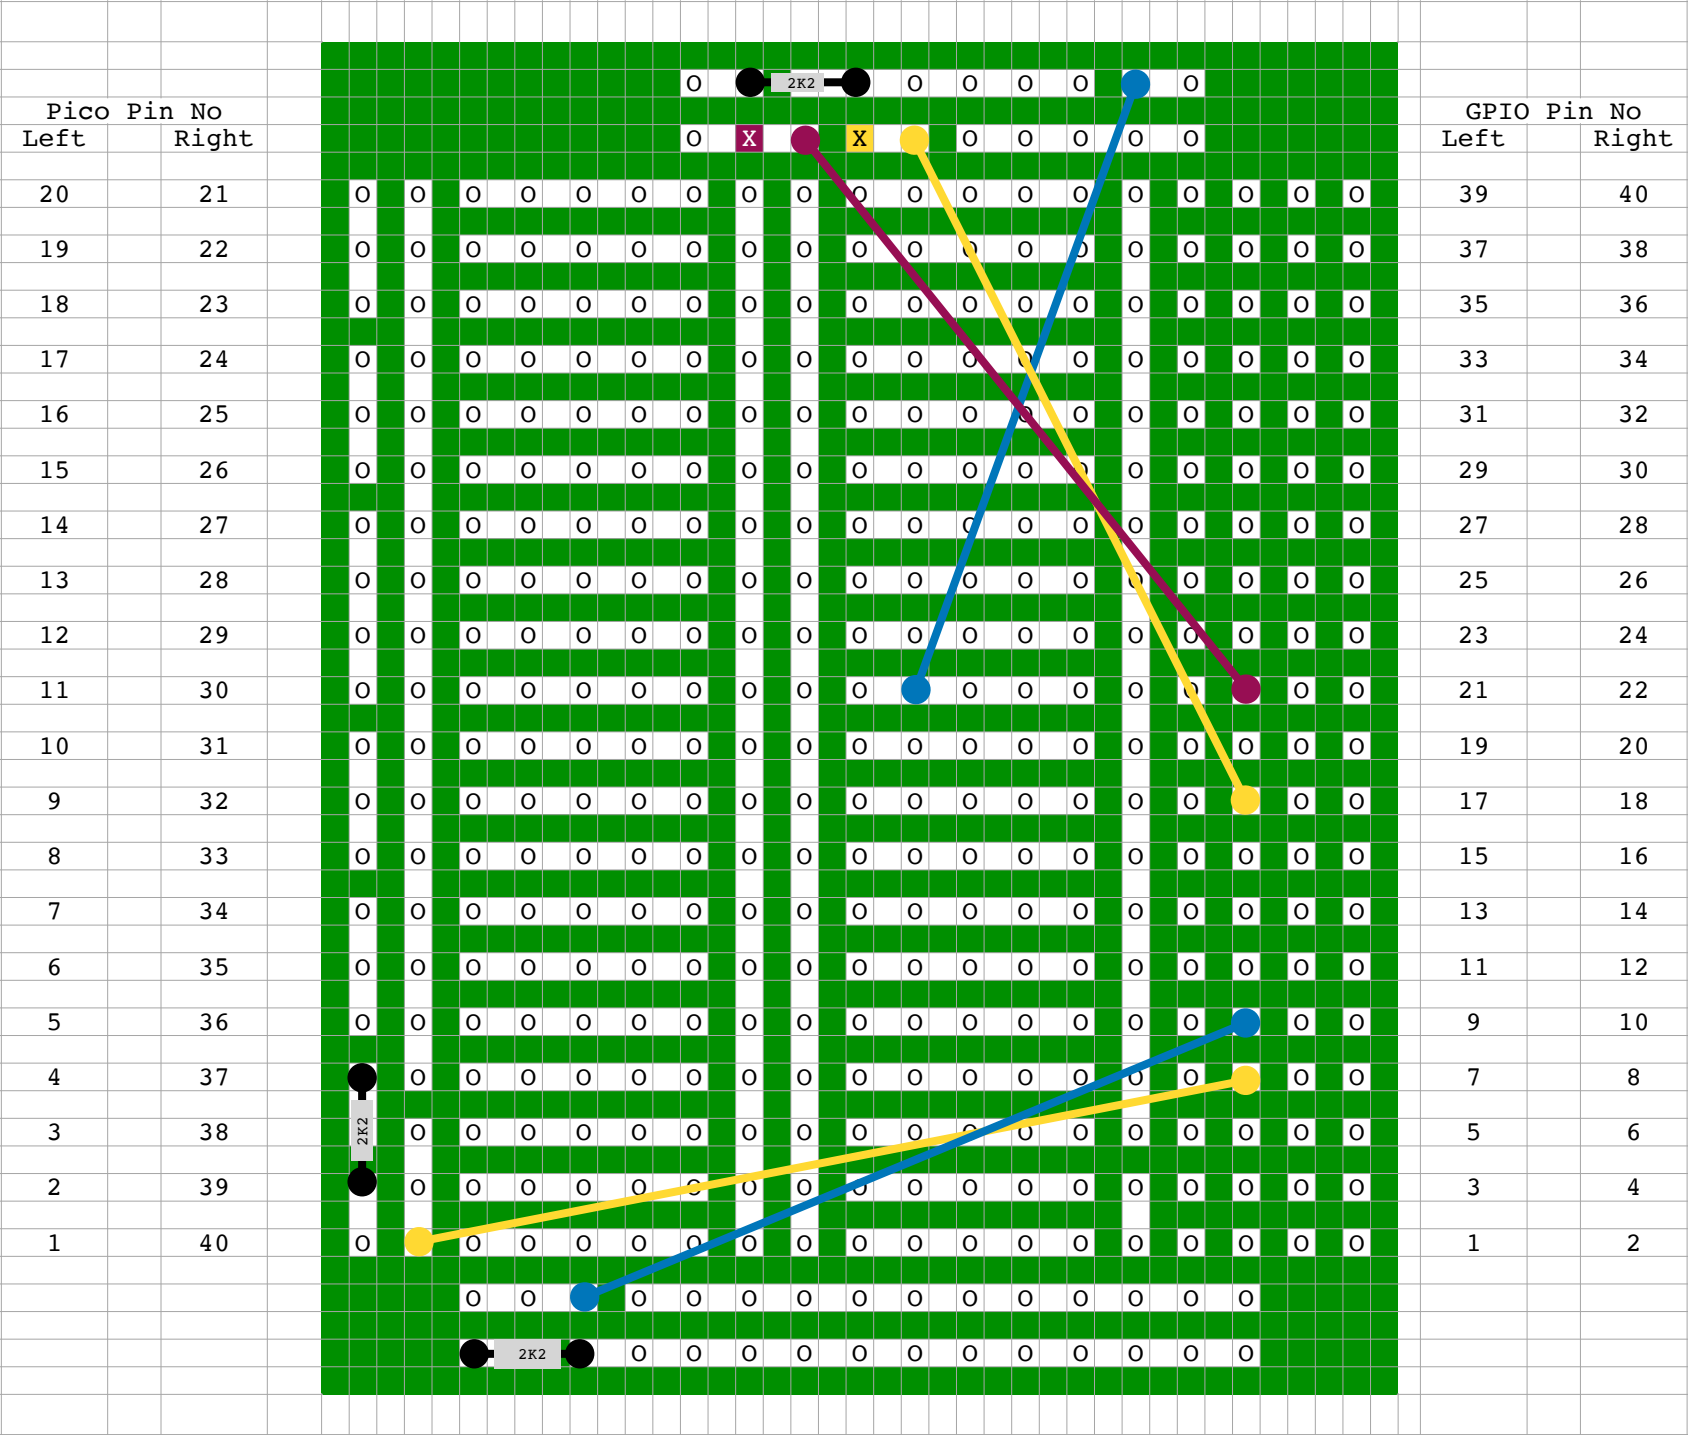 O 2K2 O O O O O
Pico Pin No GPIO Pin No
Left Right O X X O O O O O Left Right
20 21 O O O O O O O O O O O O O O O O O O O 39 40
19 22 O O O O O O O O O O O O O O O O O O O 37 38
18 23 O O O O O O O O O O O O O O O O O O O 35 36
17 24 O O O O O O O O O O O O O O O O O O O 33 34
16 25 O O O O O O O O O O O O O O O O O O O 31 32
15 26 O O O O O O O O O O O O O O O O O O O 29 30
14 27 O O O O O O O O O O O O O O O O O O O 27 28
13 28 O O O O O O O O O O O O O O O O O O O 25 26
12 29 O O O O O O O O O O O O O O O O O O O 23 24
11 30 O O O O O O O O O O O O O O O O O 21 22
10 31 O O O O O O O O O O O O O O O O O O O 19 20
9 32 O O O O O O O O O O O O O O O O O O 17 18
8 33 O O O O O O O O O O O O O O O O O O O 15 16
7 34 O O O O O O O O O O O O O O O O O O O 13 14
6 35 O O O O O O O O O O O O O O O O O O O 11 12
5 36 O O O O O O O O O O O O O O O O O O 9 10
4 37 O O O O O O O O O O O O O O O O O 7 8
3 38 2K2 O O O O O O O O O O O O O O O O O O 5 6
2 39 O O O O O O O O O O O O O O O O O O 3 4
1 40 O O O O O O O O O O O O O O O O O O 1 2
O O O O O O O O O O O O O O
2K2 O O O O O O O O O O O O